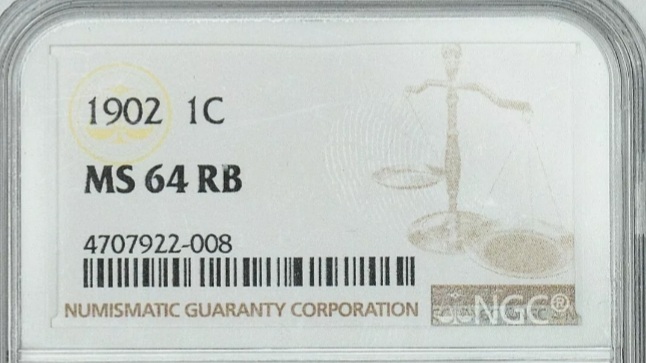 1902 1C
MS 64 RB
4707922-008
NUMISMATIC GUARANTY CORPORATION NGC®